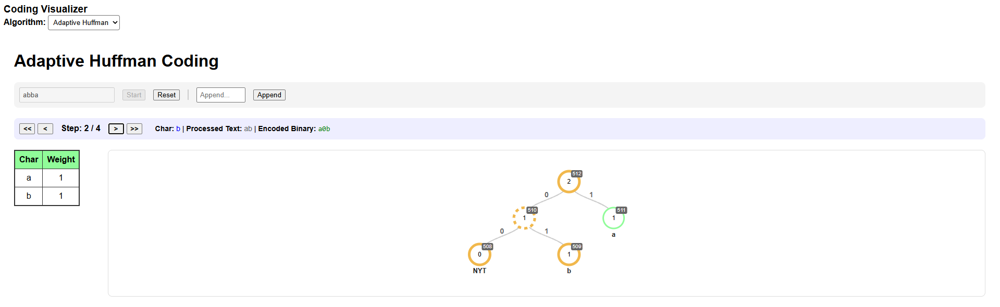 Coding Visualizer
Algorithm: Adaptive Huffman
Adaptive Huffman Coding
abba Start Reset | Append... Append
<< < Step: 2 / 4 > >> Char: b | Processed Text: ab | Encoded Binary: a0b
Char Weight
a 1
b 1
512
2
0 1
510 511
1 1
a
0 1
508 509
0 1
NYT b